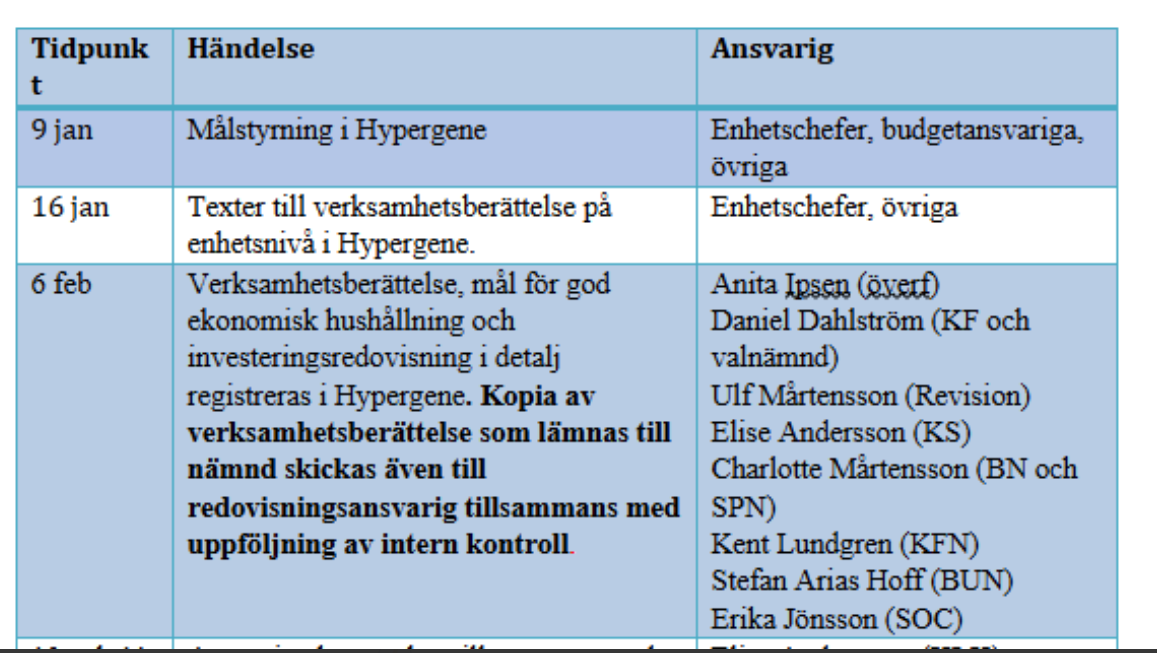 Tidpunk Händelse Ansvarig
t
9 jan Målstyrning i Hypergene Enhetschefer, budgetansvariga,
övriga
16 jan Texter till verksamhetsberättelse på Enhetschefer, övriga
enhetsnivå i Hypergene.
6 feb Verksamhetsberättelse, mål för god Anita Ipsen (överf)
ekonomisk hushållning och Daniel Dahlström (KF och
investeringsredovisning i detalj valnämnd)
registreras i Hypergene. Kopia av Ulf Mårtensson (Revision)
verksamhetsberättelse som lämnas till Elise Andersson (KS)
nämnd skickas även till Charlotte Mårtensson (BN och
redovisningsansvarig tillsammans med SPN)
uppföljning av intern kontroll. Kent Lundgren (KFN)
Stefan Arias Hoff (BUN)
Erika Jönsson (SOC)